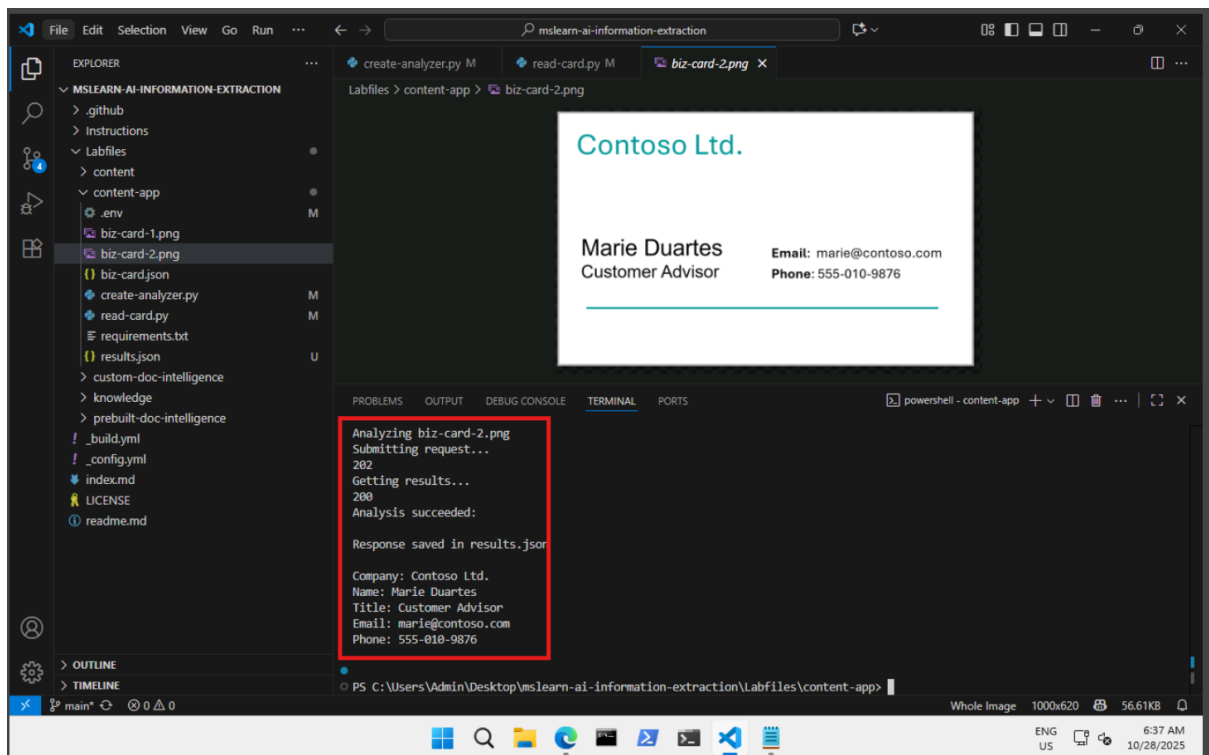 File Edit Selection View Go Run ···
mslearn-ai-information-extraction
EXPLORER ···
MSLEARN-AI-INFORMATION-EXTRACTION
.github
Instructions
Labfiles
content
content-app
.env M
biz-card-1.png
biz-card-2.png
biz-card.json
create-analyzer.py M
read-card.py M
requirements.txt
results.json U
custom-doc-intelligence
knowledge
prebuilt-doc-intelligence
_build.yml
_config.yml
index.md
LICENSE
readme.md
OUTLINE
TIMELINE
create-analyzer.py M read-card.py M biz-card-2.png
Labfiles > content-app > biz-card-2.png
Contoso Ltd.
Marie Duartes
Customer Advisor
Email: marie@contoso.com
Phone: 555-010-9876
PROBLEMS OUTPUT DEBUG CONSOLE TERMINAL PORTS
powershell - content-app
Analyzing biz-card-2.png
Submitting request...
202
Getting results...
200
Analysis succeeded:
Response saved in results.json
Company: Contoso Ltd.
Name: Marie Duartes
Title: Customer Advisor
Email: marie@contoso.com
Phone: 555-010-9876
PS C:\Users\Admin\Desktop\mslearn-ai-information-extraction\Labfiles\content-app>
4
main* 0 0
Whole Image 1000x620 56.61KB
ENG
US
6:37 AM
10/28/2025